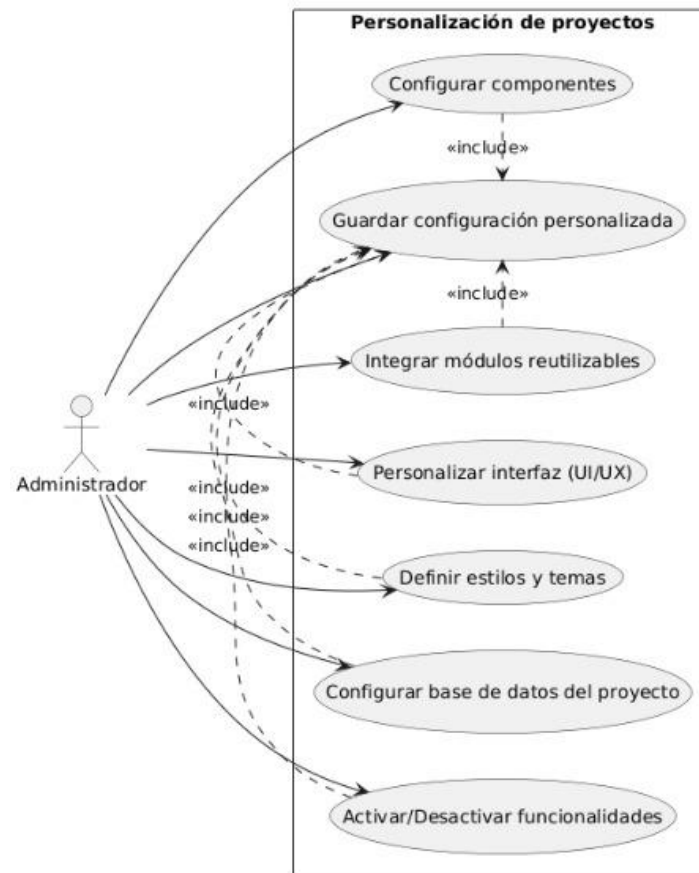 Personalización de proyectos
Configurar componentes
«include»
Guardar configuración personalizada
«include»
Integrar módulos reutilizables
«include»
Personalizar interfaz (UI/UX)
Administrador
«include»
«include»
«include»
Definir estilos y temas
Configurar base de datos del proyecto
Activar/Desactivar funcionalidades